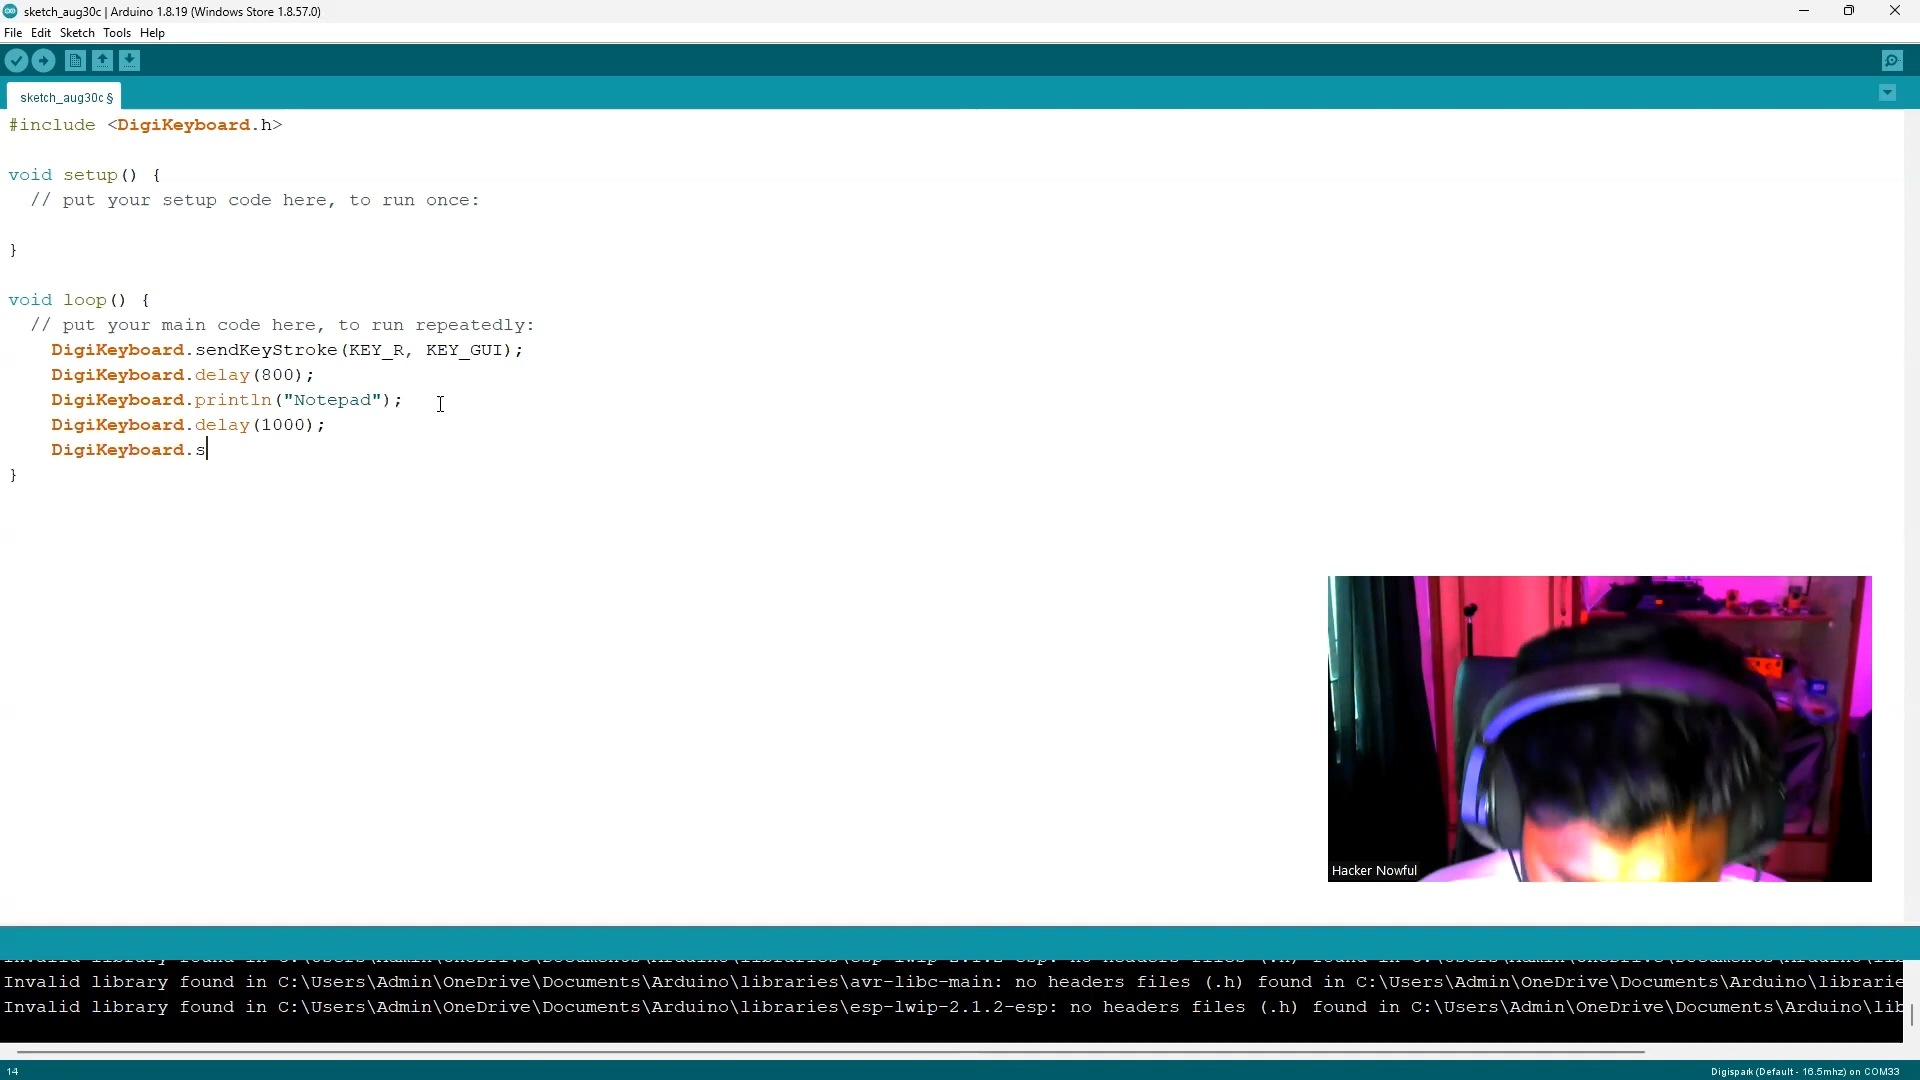 sketch_aug30c | Arduino 1.8.19 (Windows Store 1.8.57.0)
File Edit Sketch Tools Help
sketch_aug30c §
#include <DigiKeyboard.h>
void setup() {
// put your setup code here, to run once:
}
void loop() {
// put your main code here, to run repeatedly:
DigiKeyboard.sendKeyStroke(KEY_R, KEY_GUI);
DigiKeyboard.delay(800);
DigiKeyboard.println("Notepad");
DigiKeyboard.delay(1000);
DigiKeyboard.s
}
Hacker Nowful
Invalid library found in C:\Users\Admin\OneDrive\Documents\Arduino\libraries\avr-libc-main: no headers files (.h) found in C:\Users\Admin\OneDrive\Documents\Arduino\librarie
Invalid library found in C:\Users\Admin\OneDrive\Documents\Arduino\libraries\esp-lwip-2.1.2-esp: no headers files (.h) found in C:\Users\Admin\OneDrive\Documents\Arduino\lib
14
Digispark (Default - 16.5mhz) on COM33